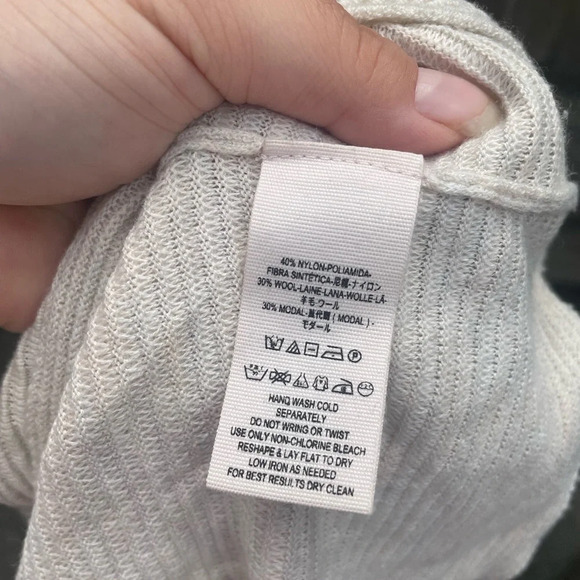 40% NYLON-POLIAMIDA-
FIBRA SINTÉTICA-尼龍-ナイロン
30% WOOL-LAINE-LANA-WOLLE-LÃ-
羊毛-ウール
30% MODAL-莫代爾 ( MODAL ) -
モダール
HAND WASH COLD
SEPARATELY
DO NOT WRING OR TWIST
USE ONLY NON-CHLORINE BLEACH
RESHAPE & LAY FLAT TO DRY
LOW IRON AS NEEDED
FOR BEST RESULTS DRY CLEAN